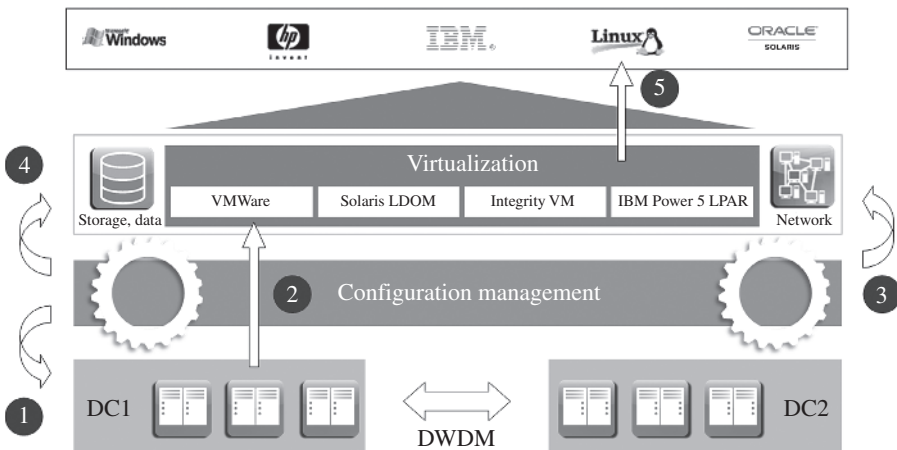 Microsoft
Windows
hp
invent
IBM
Linux
ORACLE
SOLARIS
5
4
Virtualization
VMWare
Solaris LDOM
Integrity VM
IBM Power 5 LPAR
Storage, data
Network
2
Configuration management
3
1
DC1
DWDM
DC2